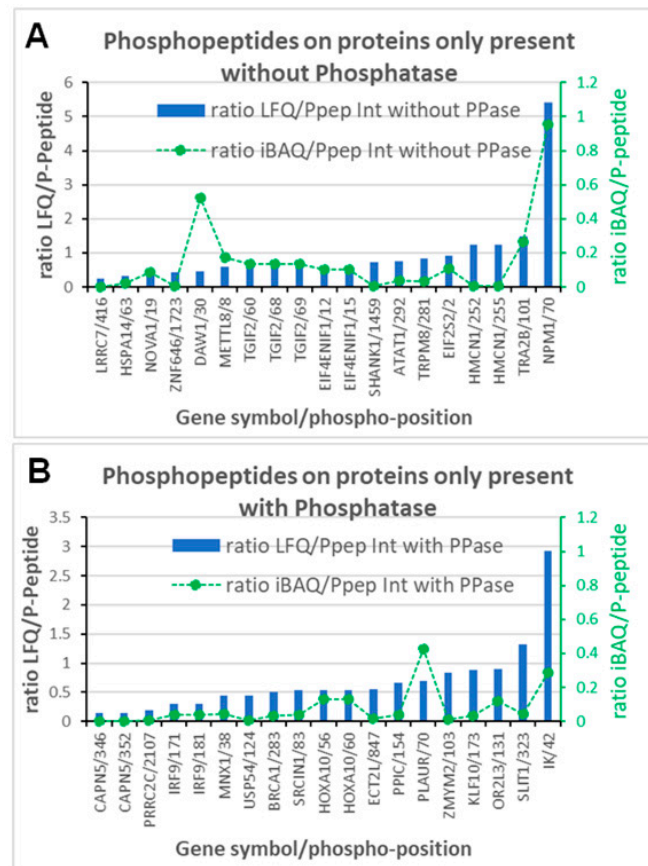 A
Phosphopeptides on proteins only present
without Phosphatase
ratio LFQ/P-Peptide
6
5
4
3
2
1
0
ratio LFQ/Ppep Int without PPase
ratio iBAQ/Ppep Int without PPase
1.2
1
0.8
0.6
0.4
0.2
0
ratio iBAQ/P-peptide
LRRC7/416
HSPA14/63
NOVA1/19
ZNF646/1723
DAW1/30
METTL8/8
TGIF2/60
TGIF2/68
TGIF2/69
EIF4ENIF1/12
EIF4ENIF1/15
SHANK1/1459
ATAT1/292
TRPM8/281
EIF2S2/2
HMCN1/252
HMCN1/255
TRA2B/101
NPM1/70
Gene symbol/phospho-position
B
Phosphopeptides on proteins only present
with Phosphatase
ratio LFQ/P-Peptide
3.5
3
2.5
2
1.5
1
0.5
0
ratio LFQ/Ppep Int with PPase
ratio iBAQ/Ppep Int with PPase
1.2
1
0.8
0.6
0.4
0.2
0
ratio iBAQ/P-peptide
CAPN5/346
CAPN5/352
PRRC2C/2107
IRF9/171
IRF9/181
MNX1/38
USP54/124
BRCA1/283
SRCIN1/83
HOXA10/56
HOXA10/60
ECT2L/847
PPIC/154
PLAUR/70
ZMYM2/103
KLF10/173
OR2L3/131
SLIT1/323
IK/42
Gene symbol/phospho-position